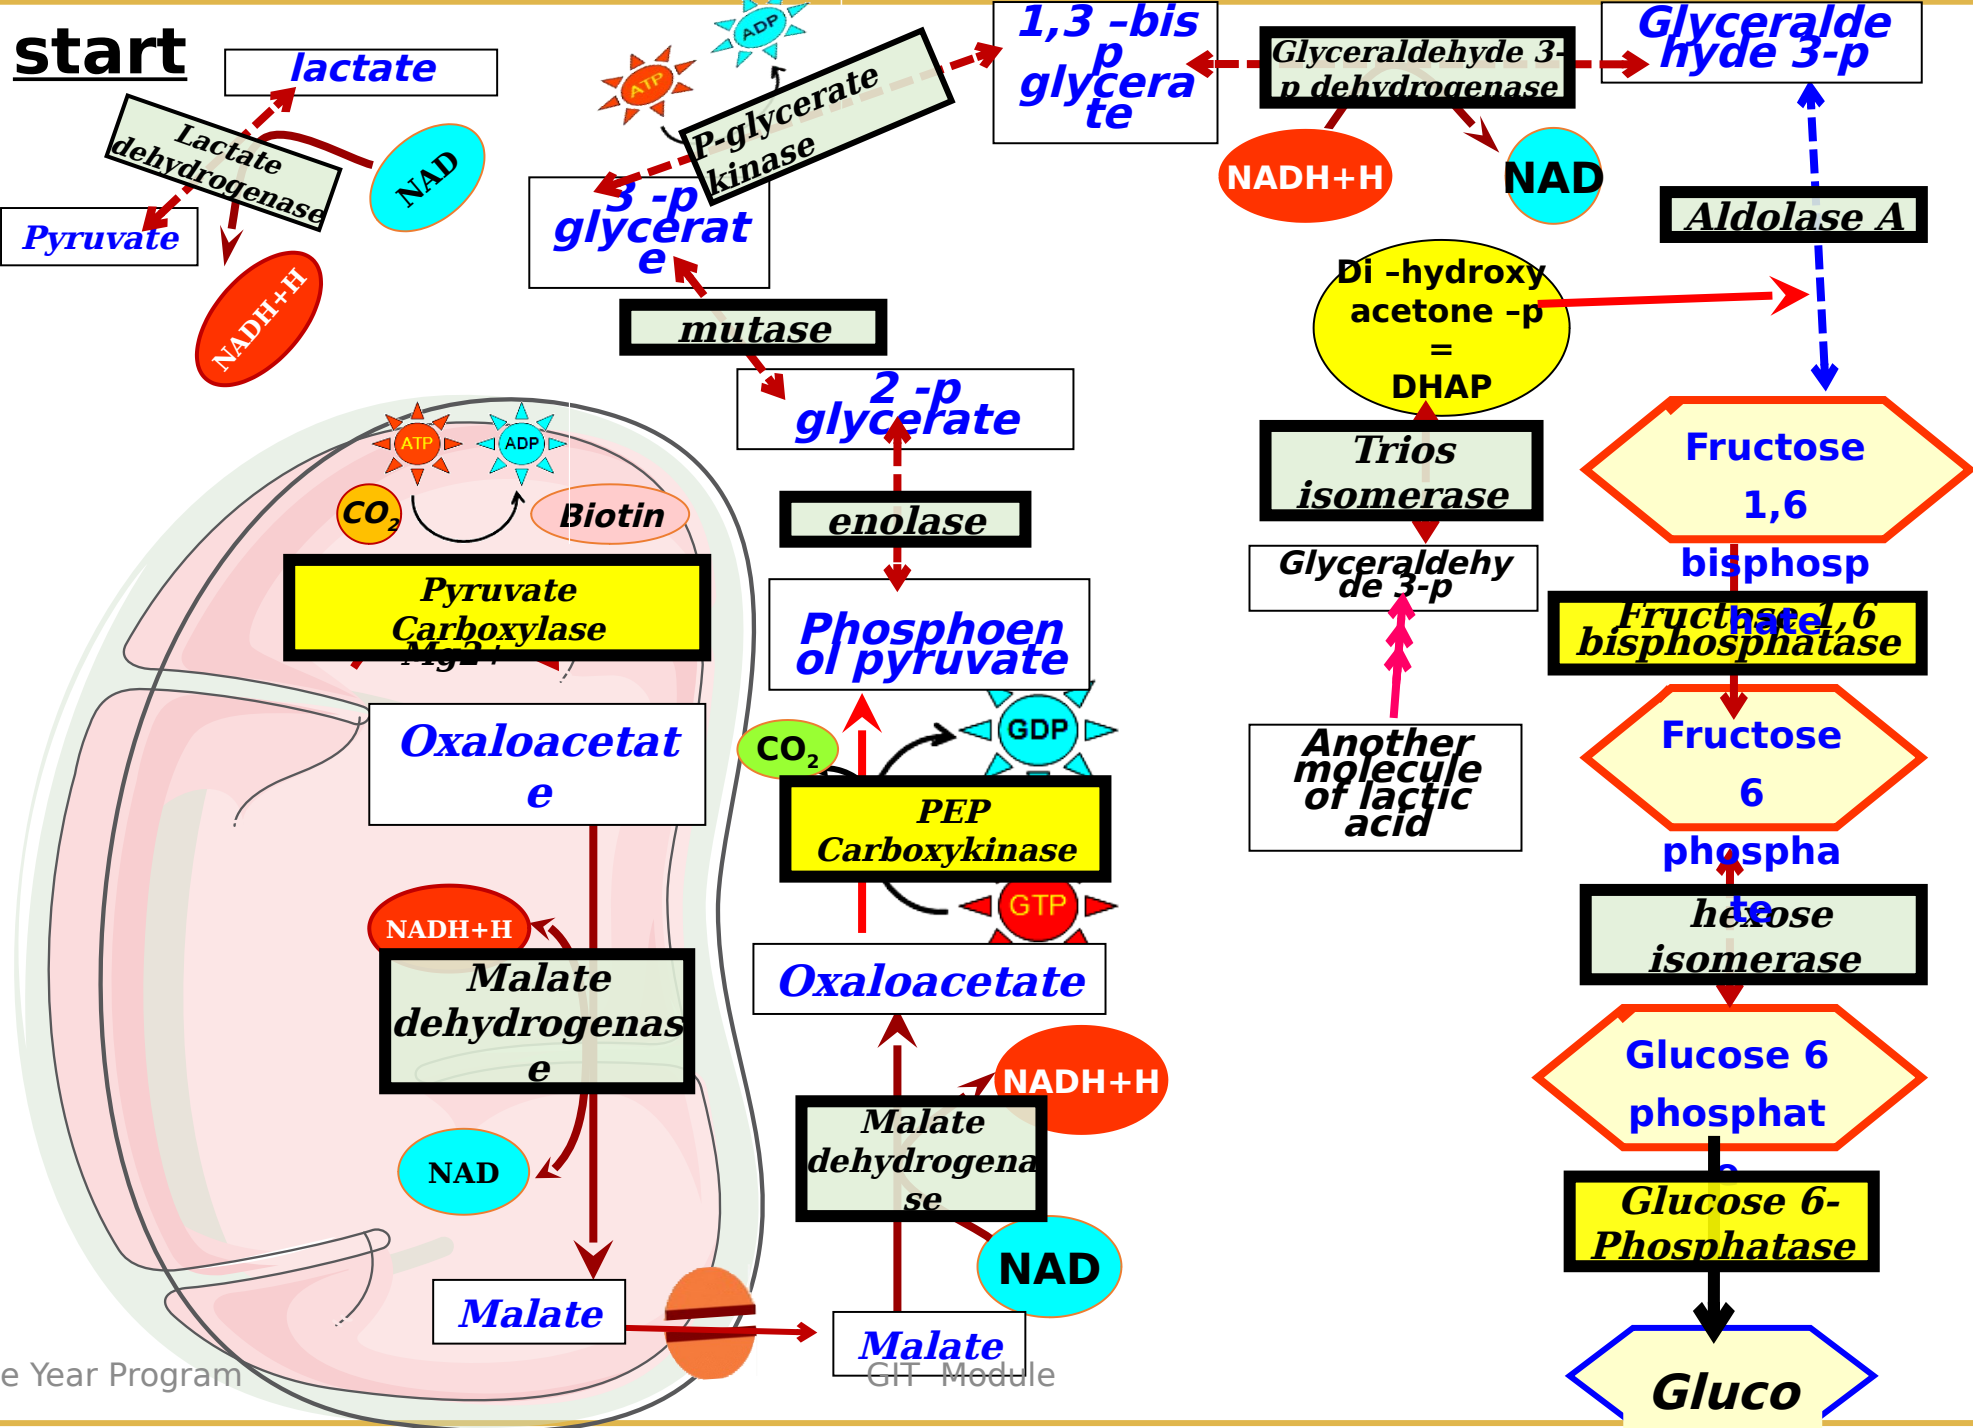 start
lactate
Lactate
dehydrogenase
NAD
Pyruvate
NADH+H
ATP
ADP
P-glycerate
kinase
3 -p
glycerat
e
1,3 –bis
p
glycera
te
Glyceraldehyde 3-
p dehydrogenase
NADH+H
NAD
Glyceralde
hyde 3-p
Aldolase A
Di –hydroxy
acetone –p
=
DHAP
mutase
2 -p
glycerate
enolase
Phosphoen
ol pyruvate
Trios
isomerase
Glyceraldehy
de 3-p
Another
molecule
of lactic
acid
Fructose
1,6
bisphosp
hate
Fructose 1,6
bisphosphatase
Fructose
6
phospha
te
hexose
isomerase
Glucose 6
phosphat
e
Glucose 6-
Phosphatase
Gluco
ATP
ADP
CO2
Biotin
Pyruvate
Carboxylase
Mg2+
Oxaloacetat
e
NADH+H
Malate
dehydrogenas
e
NAD
Malate
CO2
GDP
PEP
Carboxykinase
GTP
Oxaloacetate
NADH+H
Malate
dehydrogena
se
NAD
Malate
e Year Program
GIT  Module